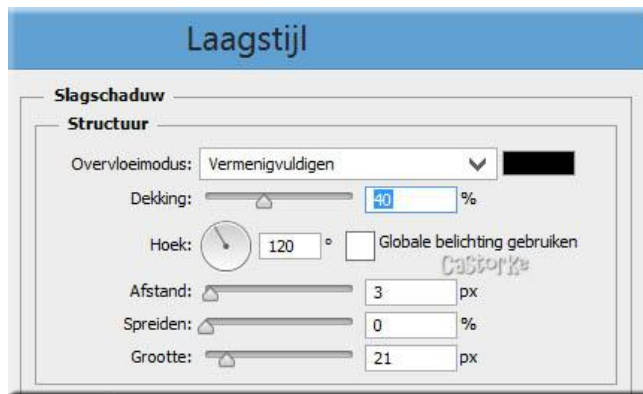 Laagstijl
Slagschaduw
Structuur
Overvloeimodus: Vermenigvuldigen
Dekking: 40 %
Hoek: 120 ° Globale belichting gebruiken
CaStorKe
Afstand: 3 px
Spreiden: 0 %
Grootte: 21 px